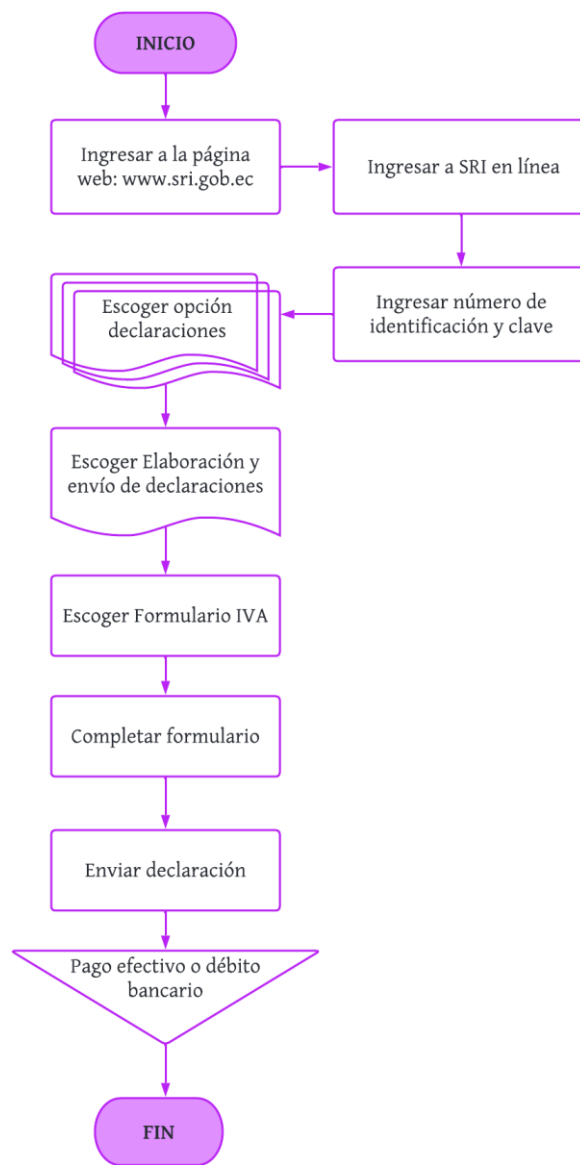 INICIO
Ingresar a la página
web: www.sri.gob.ec
Ingresar a SRI en línea
Ingresar número de
identificación y clave
Escoger opción
declaraciones
Escoger Elaboración y
envío de declaraciones
Escoger Formulario IVA
Completar formulario
Enviar declaración
Pago efectivo o débito
bancario
FIN